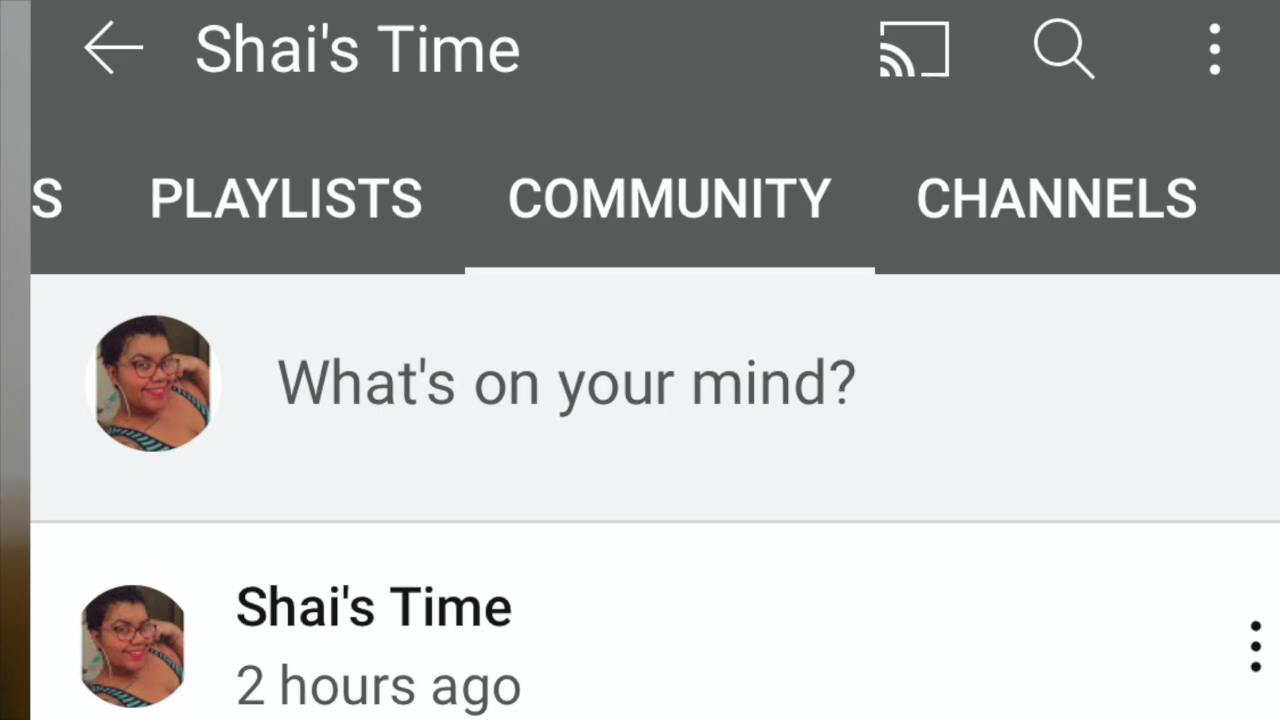 Shai's Time
S PLAYLISTS COMMUNITY CHANNELS
What's on your mind?
Shai's Time
2 hours ago